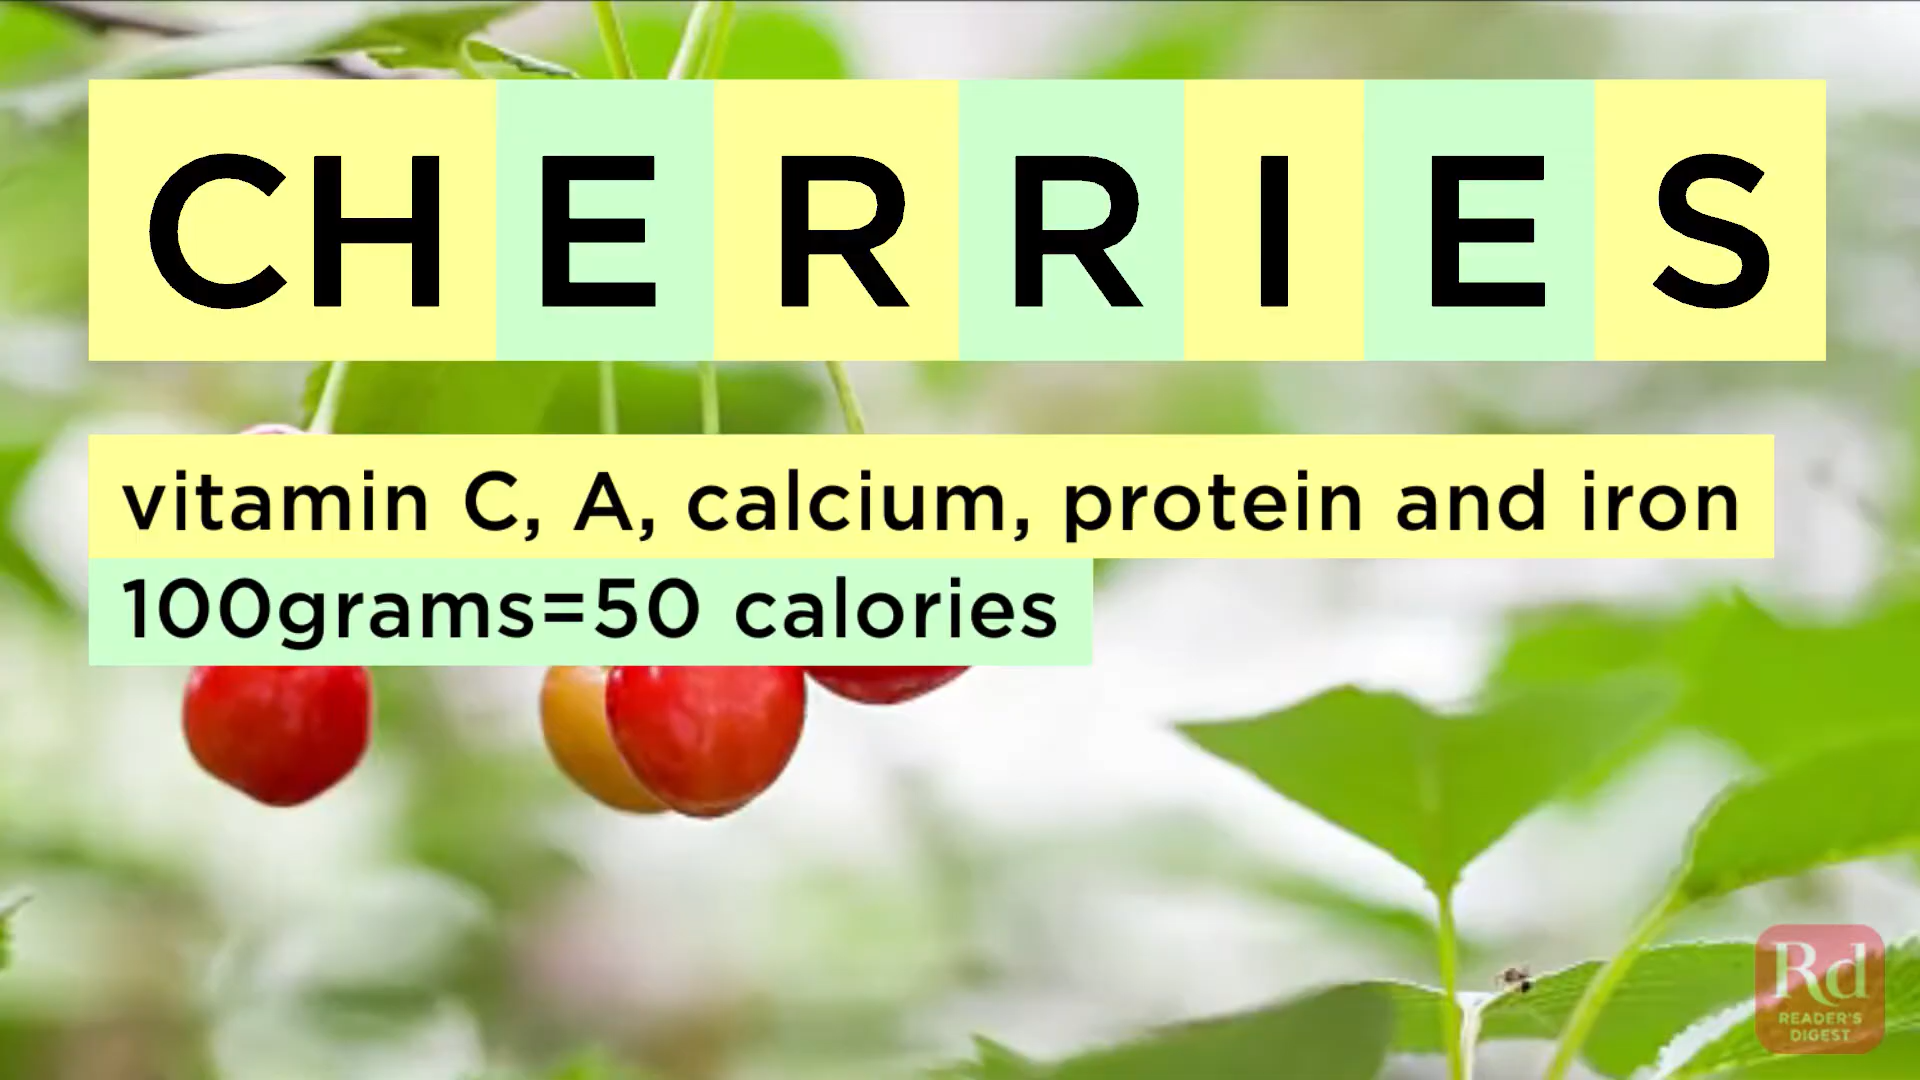 CHERRIES
vitamin C, A, calcium, protein and iron
100grams=50 calories
Rd
READER'S
DIGEST